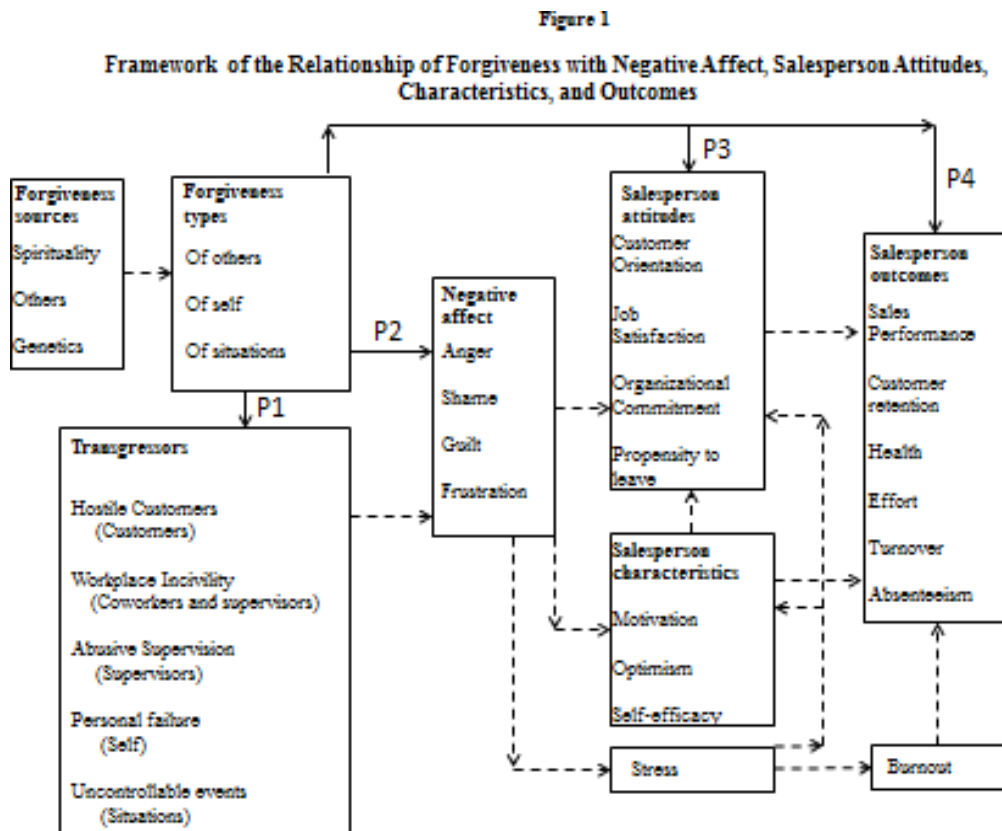 Figure 1
Framework of the Relationship of Forgiveness with Negative Affect, Salesperson Attitudes,
Characteristics, and Outcomes
P3
P4
Forgiveness
sources
Spirituality
Others
Genetics
Forgiveness
types
Of others
Of self
Of situations
P1
P2
Transgressors
Hostile Customers
(Customers)
Workplace Incivility
(Coworkers and supervisors)
Abusive Supervision
(Supervisors)
Personal failure
(Self)
Uncontrollable events
(Situations)
Negative
affect
Anger
Shame
Guilt
Frustration
Salesperson
attitudes
Customer
Orientation
Job
Satisfaction
Organizational
Commitment
Propensity to
leave
Salesperson
characteristics
Motivation
Optimism
Self-efficacy
Stress
Salesperson
outcomes
Sales
Performance
Customer
retention
Health
Effort
Turnover
Absenteeism
Burnout